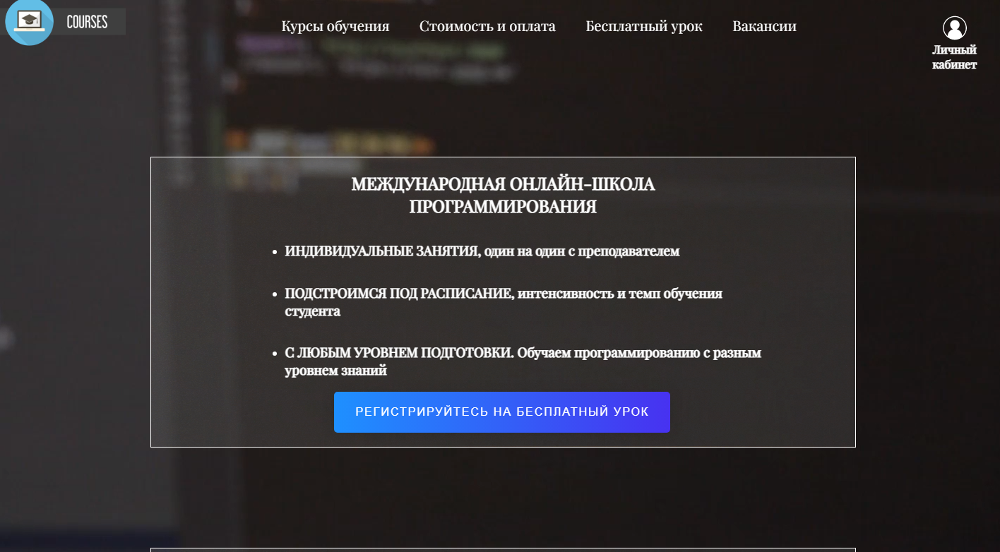 COURSES
Курсы обучения
Стоимость и оплата
Бесплатный урок
Вакансии
Личный
кабинет
МЕЖДУНАРОДНАЯ ОНЛАЙН-ШКОЛА
ПРОГРАММИРОВАНИЯ
ИНДИВИДУАЛЬНЫЕ ЗАНЯТИЯ, один на один с преподавателем
ПОДСТРОИМСЯ ПОД РАСПИСАНИЕ, интенсивность и темп обучения
студента
С ЛЮБЫМ УРОВНЕМ ПОДГОТОВКИ. Обучаем программированию с разным
уровнем знаний
РЕГИСТРИРУЙТЕСЬ НА БЕСПЛАТНЫЙ УРОК